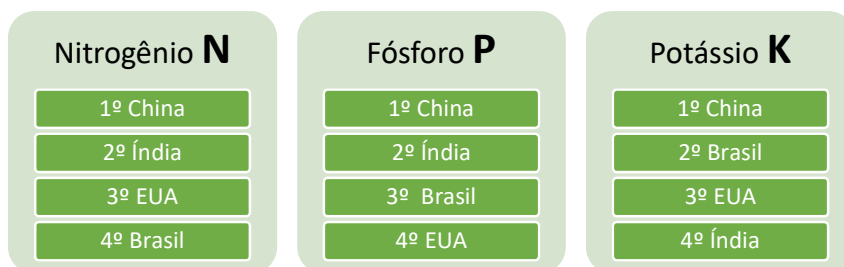 Nitrogênio N
1º China
2º Índia
3º EUA
4º Brasil
Fósforo P
1º China
2º Índia
3º Brasil
4º EUA
Potássio K
1º China
2º Brasil
3º EUA
4º Índia